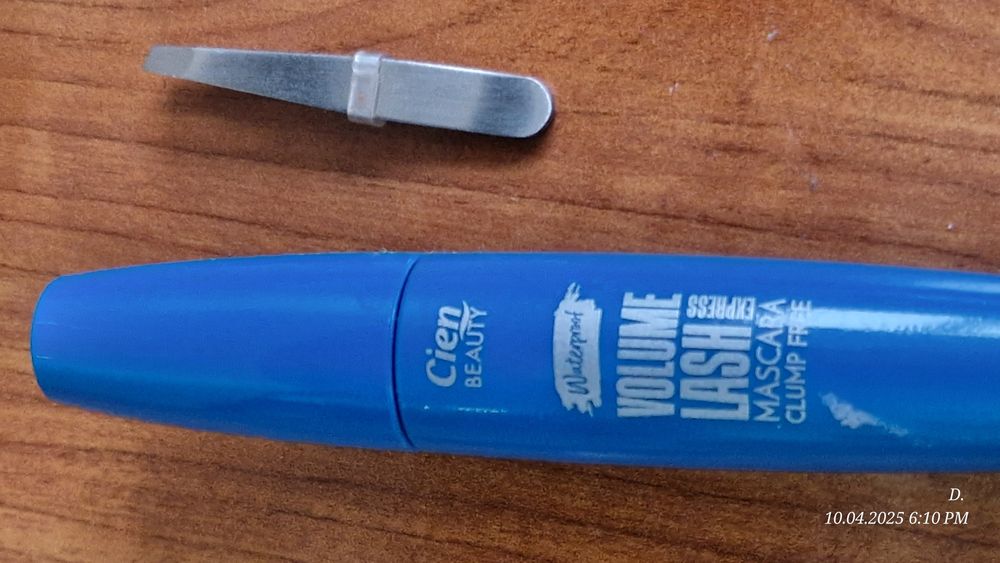 Cien
BEAUTY
Waterproof
VOLUME
LASH EXPRESS
MASCARA
CLUMP FREE
D.
10.04.2025 6:10 PM